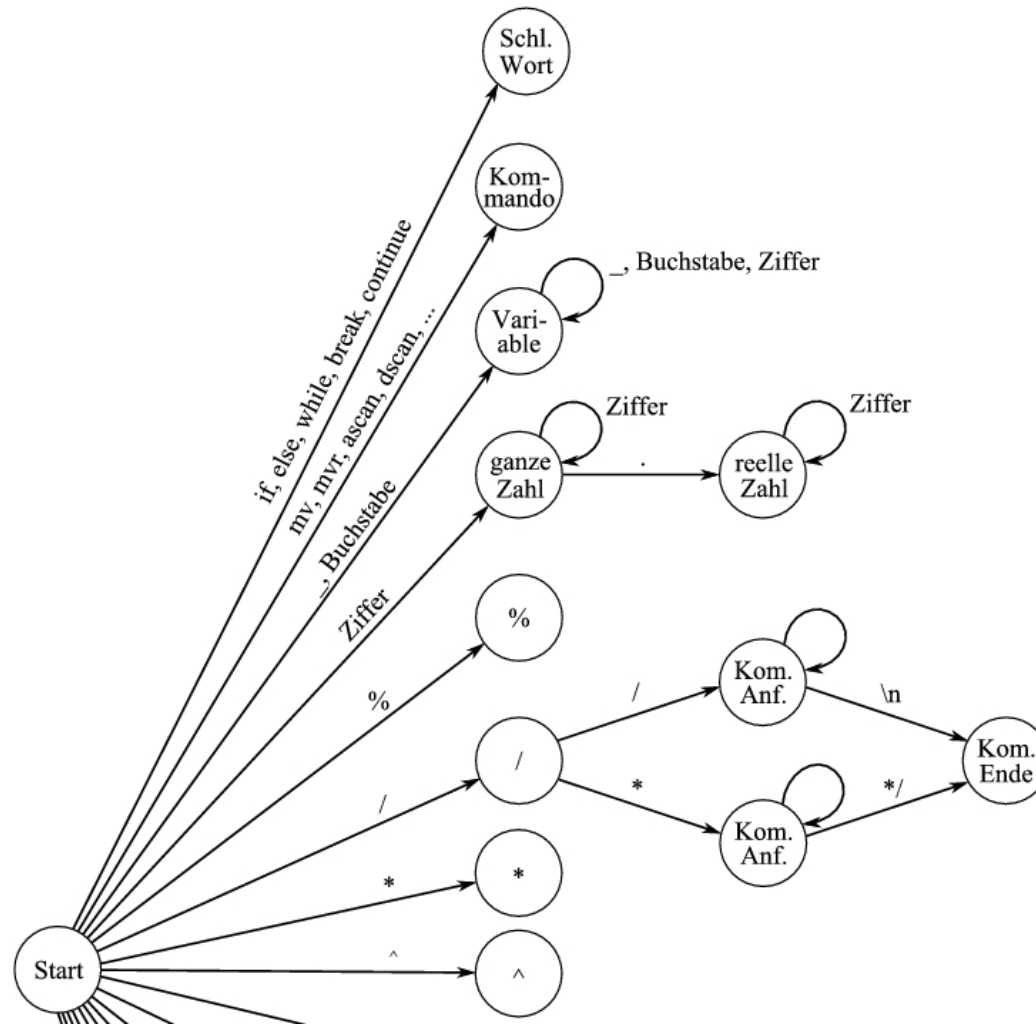 Schl.
Wort
Kom-
mando
if, else, while, break, continue
mv, mvr, ascan, dscan, ...
_, Buchstabe, Ziffer
Vari-
able
_, Buchstabe
Ziffer
ganze
Zahl
.
Ziffer
reelle
Zahl
Ziffer
%
%
/
/
/
Kom.
Anf.
\n
*
Kom.
Anf.
*/
Kom.
Ende
*
*
Start
^
^